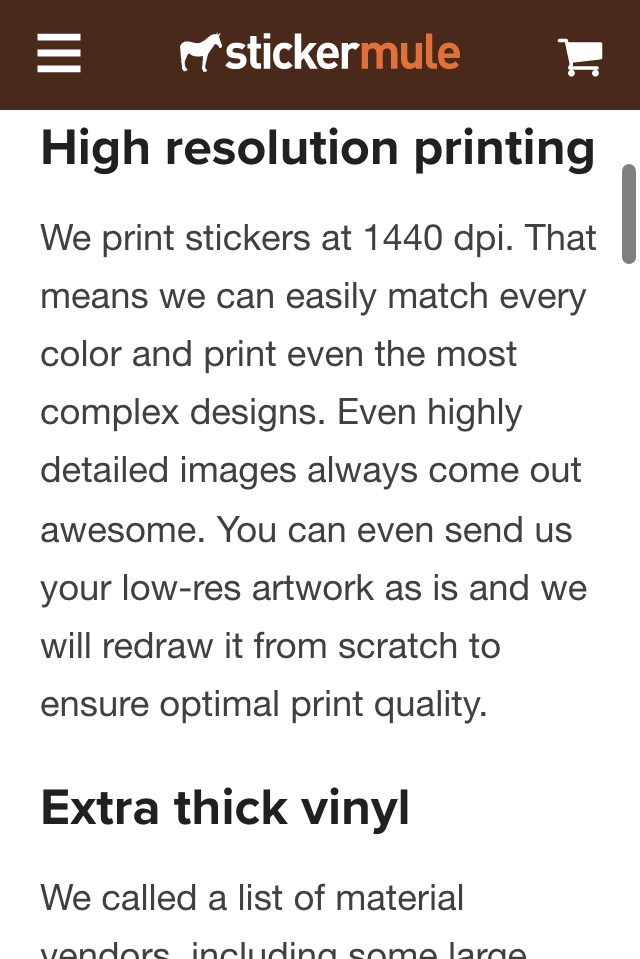 stickermule
High resolution printing
We print stickers at 1440 dpi. That
means we can easily match every
color and print even the most
complex designs. Even highly
detailed images always come out
awesome. You can even send us
your low-res artwork as is and we
will redraw it from scratch to
ensure optimal print quality.
Extra thick vinyl
We called a list of material
vendors, including some large